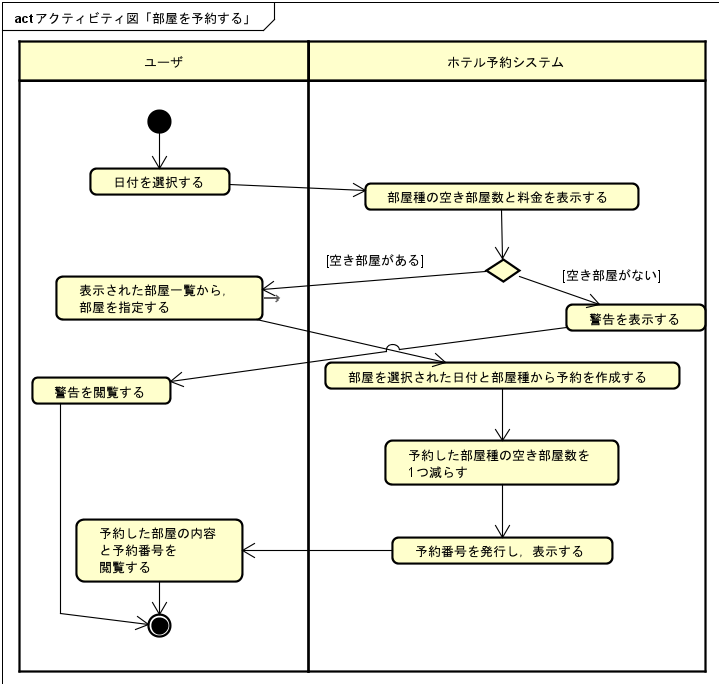 act アクティビティ図「部屋を予約する」
ユーザ
ホテル予約システム
日付を選択する
部屋種の空き部屋数と料金を表示する
[空き部屋がある]
[空き部屋がない]
表示された部屋一覧から，
部屋を指定する
警告を表示する
部屋を選択された日付と部屋種から予約を作成する
警告を閲覧する
予約した部屋種の空き部屋数を
1つ減らす
予約した部屋の内容
と予約番号を
閲覧する
予約番号を発行し，表示する